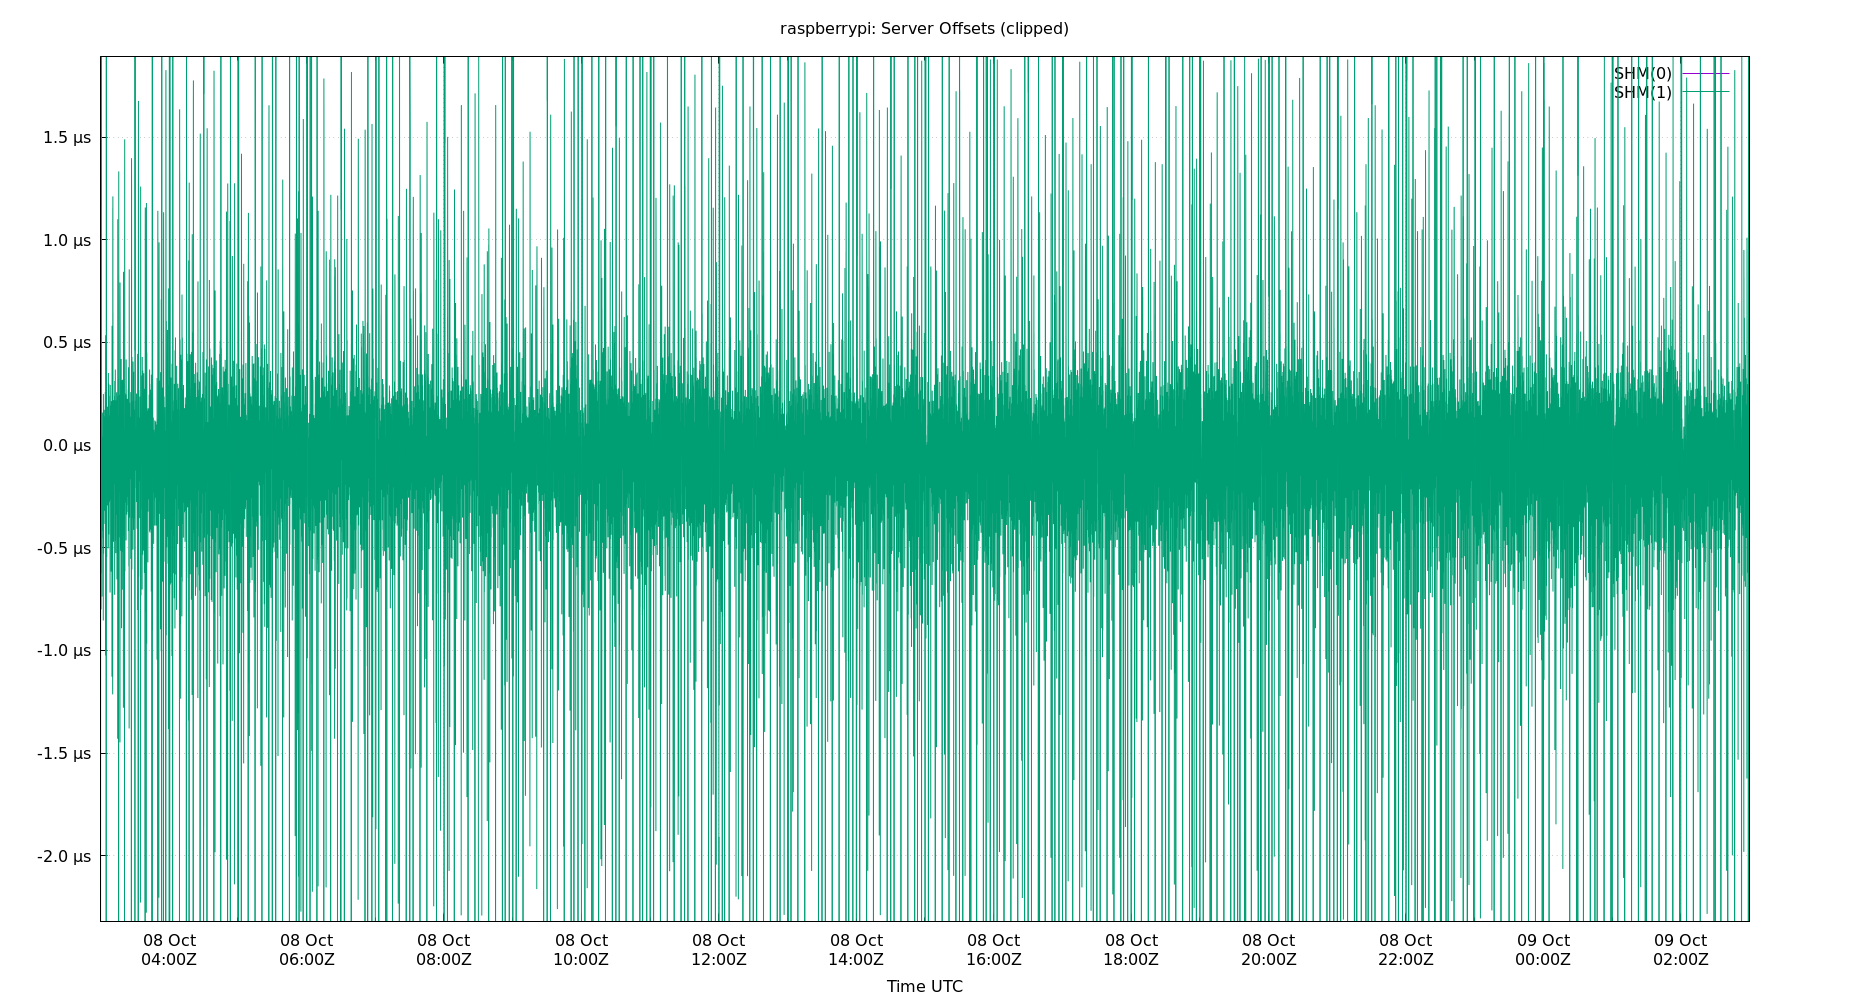 raspberrypi: Server Offsets (clipped)
SHM(0)
SHM(1)
1.5 µs
1.0 µs
0.5 µs
0.0 µs
-0.5 µs
-1.0 µs
-1.5 µs
-2.0 µs
08 Oct 08 Oct 08 Oct 08 Oct 08 Oct 08 Oct 08 Oct 08 Oct 08 Oct 08 Oct 09 Oct 09 Oct
04:00Z 06:00Z 08:00Z 10:00Z 12:00Z 14:00Z 16:00Z 18:00Z 20:00Z 22:00Z 00:00Z 02:00Z
Time UTC